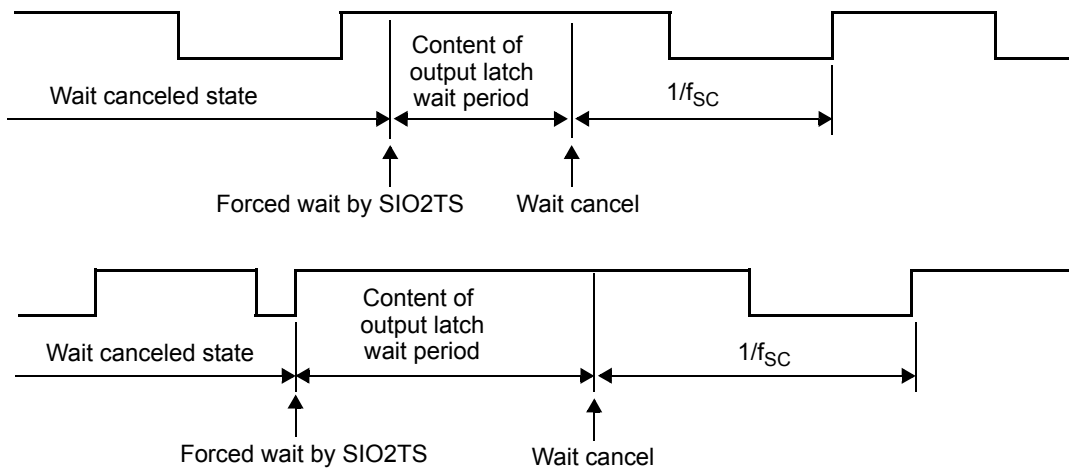 Content of
output latch
wait period
Wait canceled state
1/fSC
Forced wait by SIO2TS
Wait cancel
Content of
output latch
wait period
Wait canceled state
1/fSC
Forced wait by SIO2TS
Wait cancel